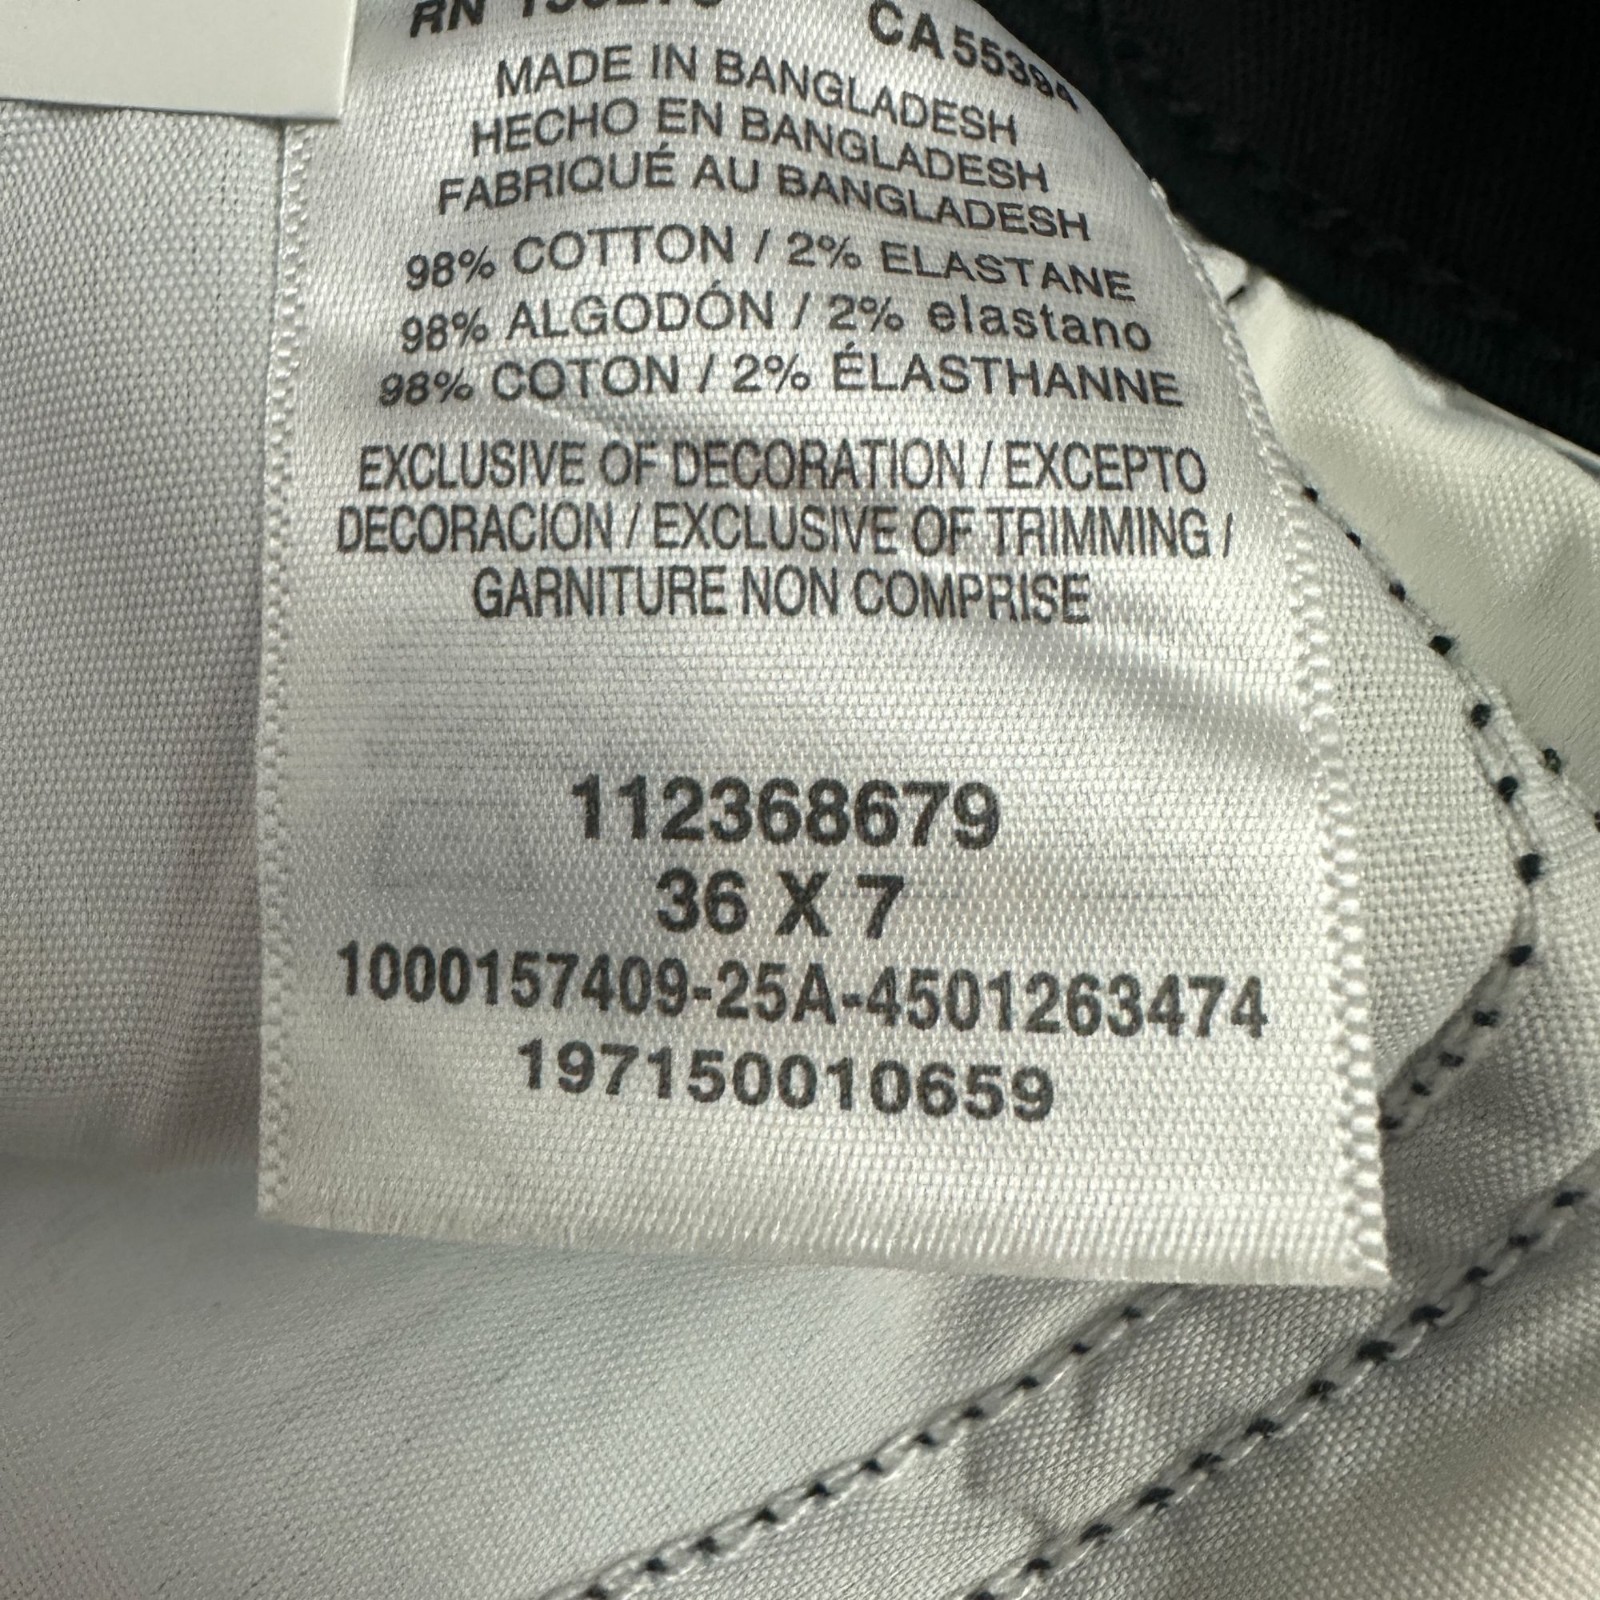 RN
CA 55394
MADE IN BANGLADESH
HECHO EN BANGLADESH
FABRIQUÉ AU BANGLADESH
98% COTTON / 2% ELASTANE
98% ALGODÓN / 2% elastano
98% COTON / 2% ÉLASTHANNE
EXCLUSIVE OF DECORATION / EXCEPTO
DECORACION / EXCLUSIVE OF TRIMMING /
GARNITURE NON COMPRISE
112368679
36 X 7
1000157409-25A-4501263474
197150010659